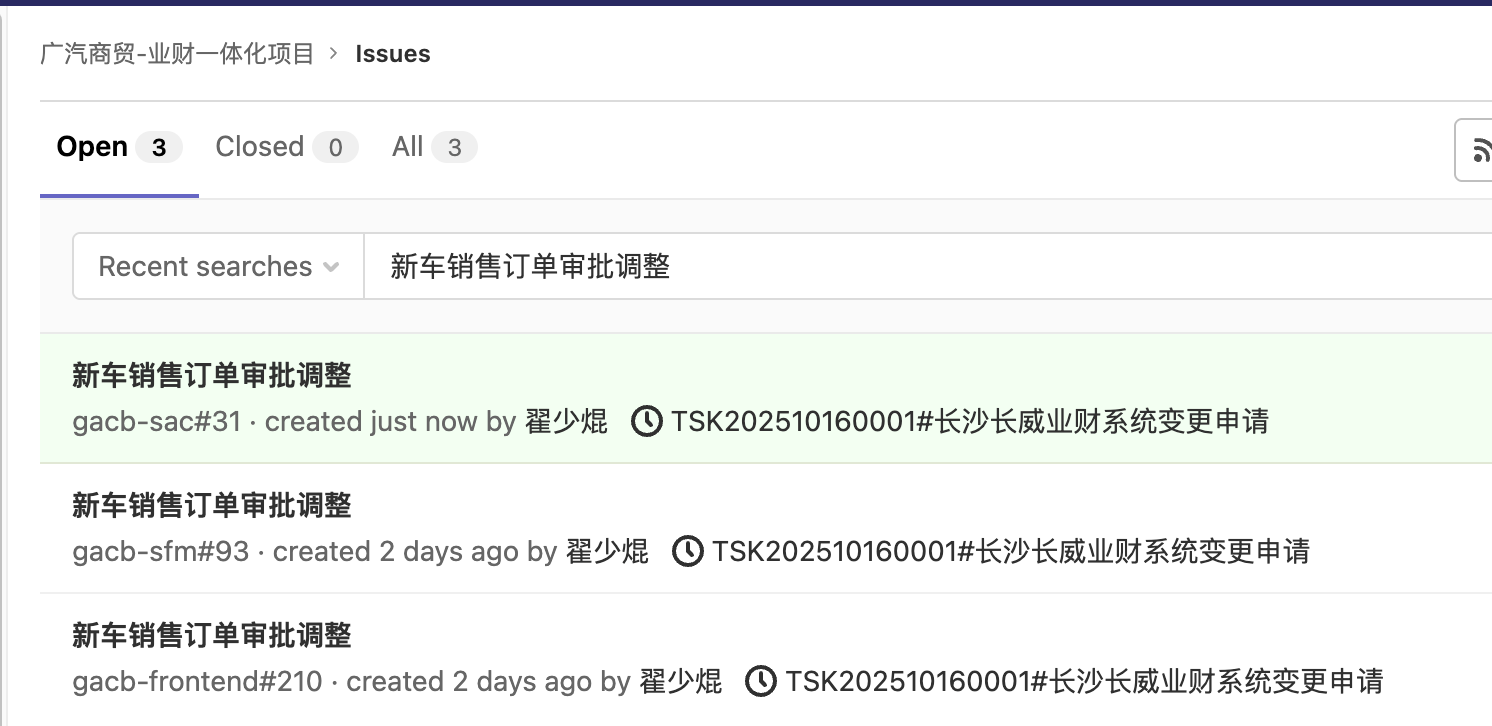 广汽商贸-业财一体化项目 > Issues
Open 3 Closed 0 All 3
Recent searches 新车销售订单审批调整
新车销售订单审批调整
gacb-sac#31 · created just now by 翟少焜 TSK202510160001#长沙长威业财系统变更申请
新车销售订单审批调整
gacb-sfm#93 · created 2 days ago by 翟少焜 TSK202510160001#长沙长威业财系统变更申请
新车销售订单审批调整
gacb-frontend#210 · created 2 days ago by 翟少焜 TSK202510160001#长沙长威业财系统变更申请